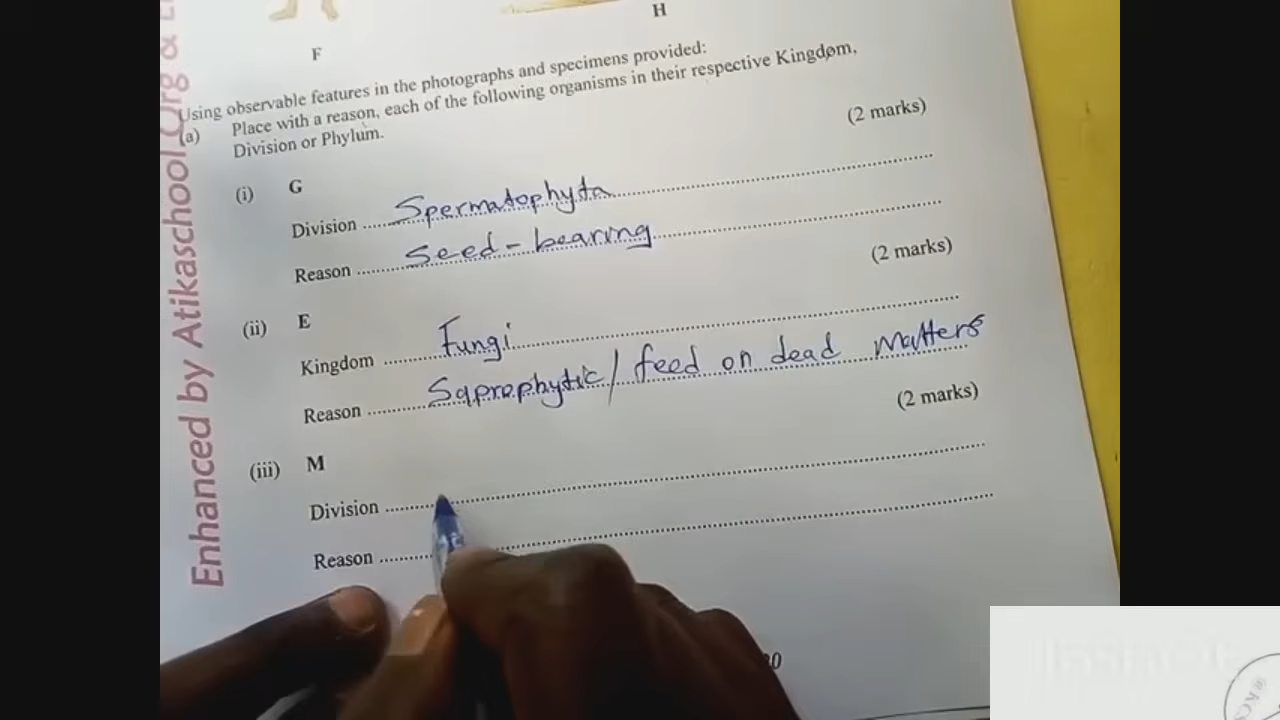 F
H
Using observable features in the photographs and specimens provided:
(a) Place with a reason, each of the following organisms in their respective Kingdom,
Division or Phylum.
(2 marks)
(i) G
Division ........ Spermatophyta ........
Reason ........ Seed-bearing ........
(2 marks)
(ii) E
Kingdom ........ Fungi ........
Reason ........ Saprophytic / feed on dead matters
(2 marks)
(iii) M
Division ........
Reason ........
Enhanced by Atikaschool.Org &